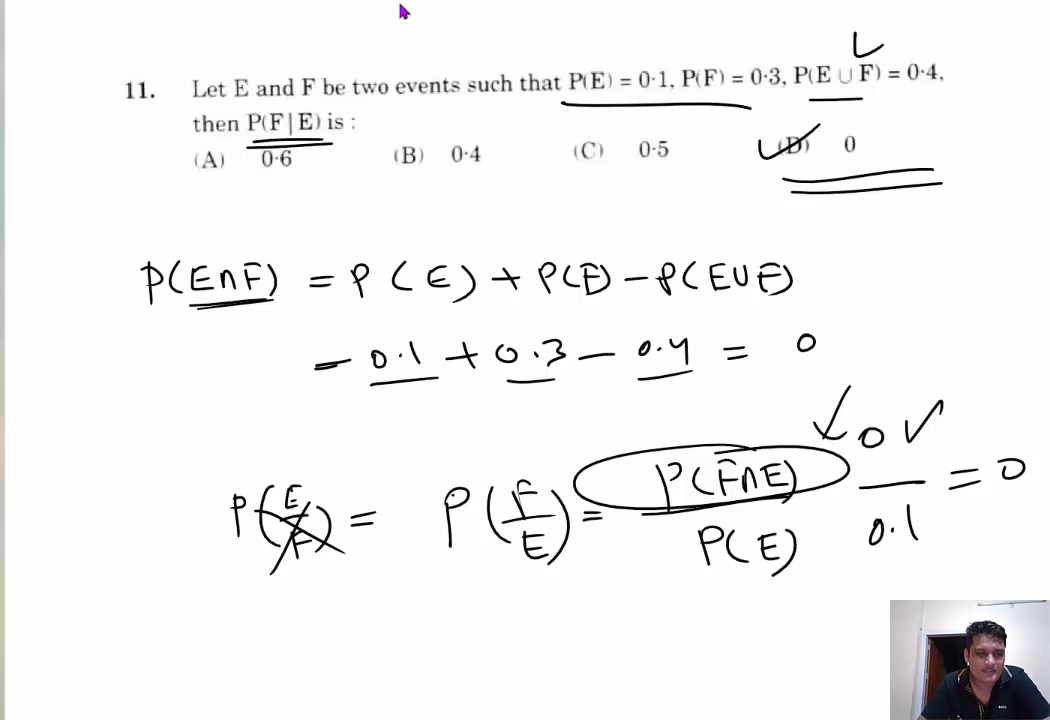 11. Let E and F be two events such that P(E) = 0·1, P(F) = 0·3, P(E ∪ F) = 0·4,
then P(F|E) is :
(A) 0·6 (B) 0·4 (C) 0·5 (D) 0
P(E∩F) = P(E) + P(F) − P(E∪F)
= 0.1 + 0.3 − 0.4 = 0
P(E/F) = P(F/E) = P(F∩E)/P(E) 0/0.1 = 0